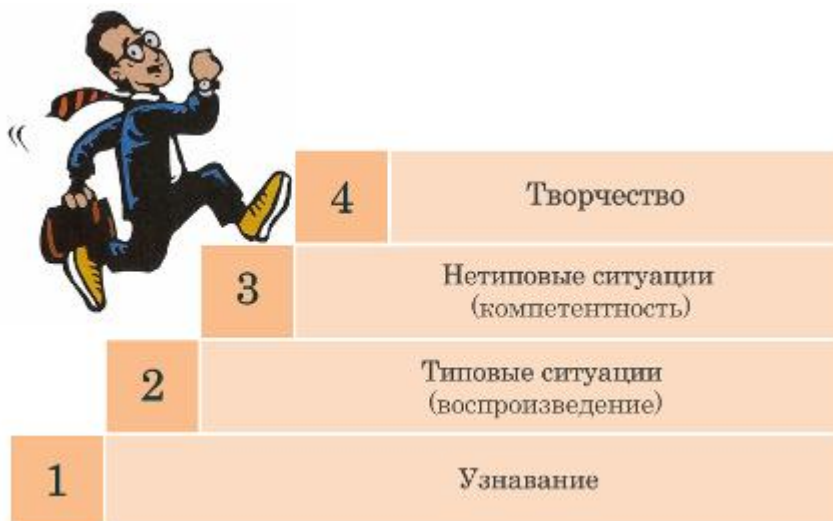 4
Творчество
3
Нетиповые ситуации
(компетентность)
2
Типовые ситуации
(воспроизведение)
1
Узнавание